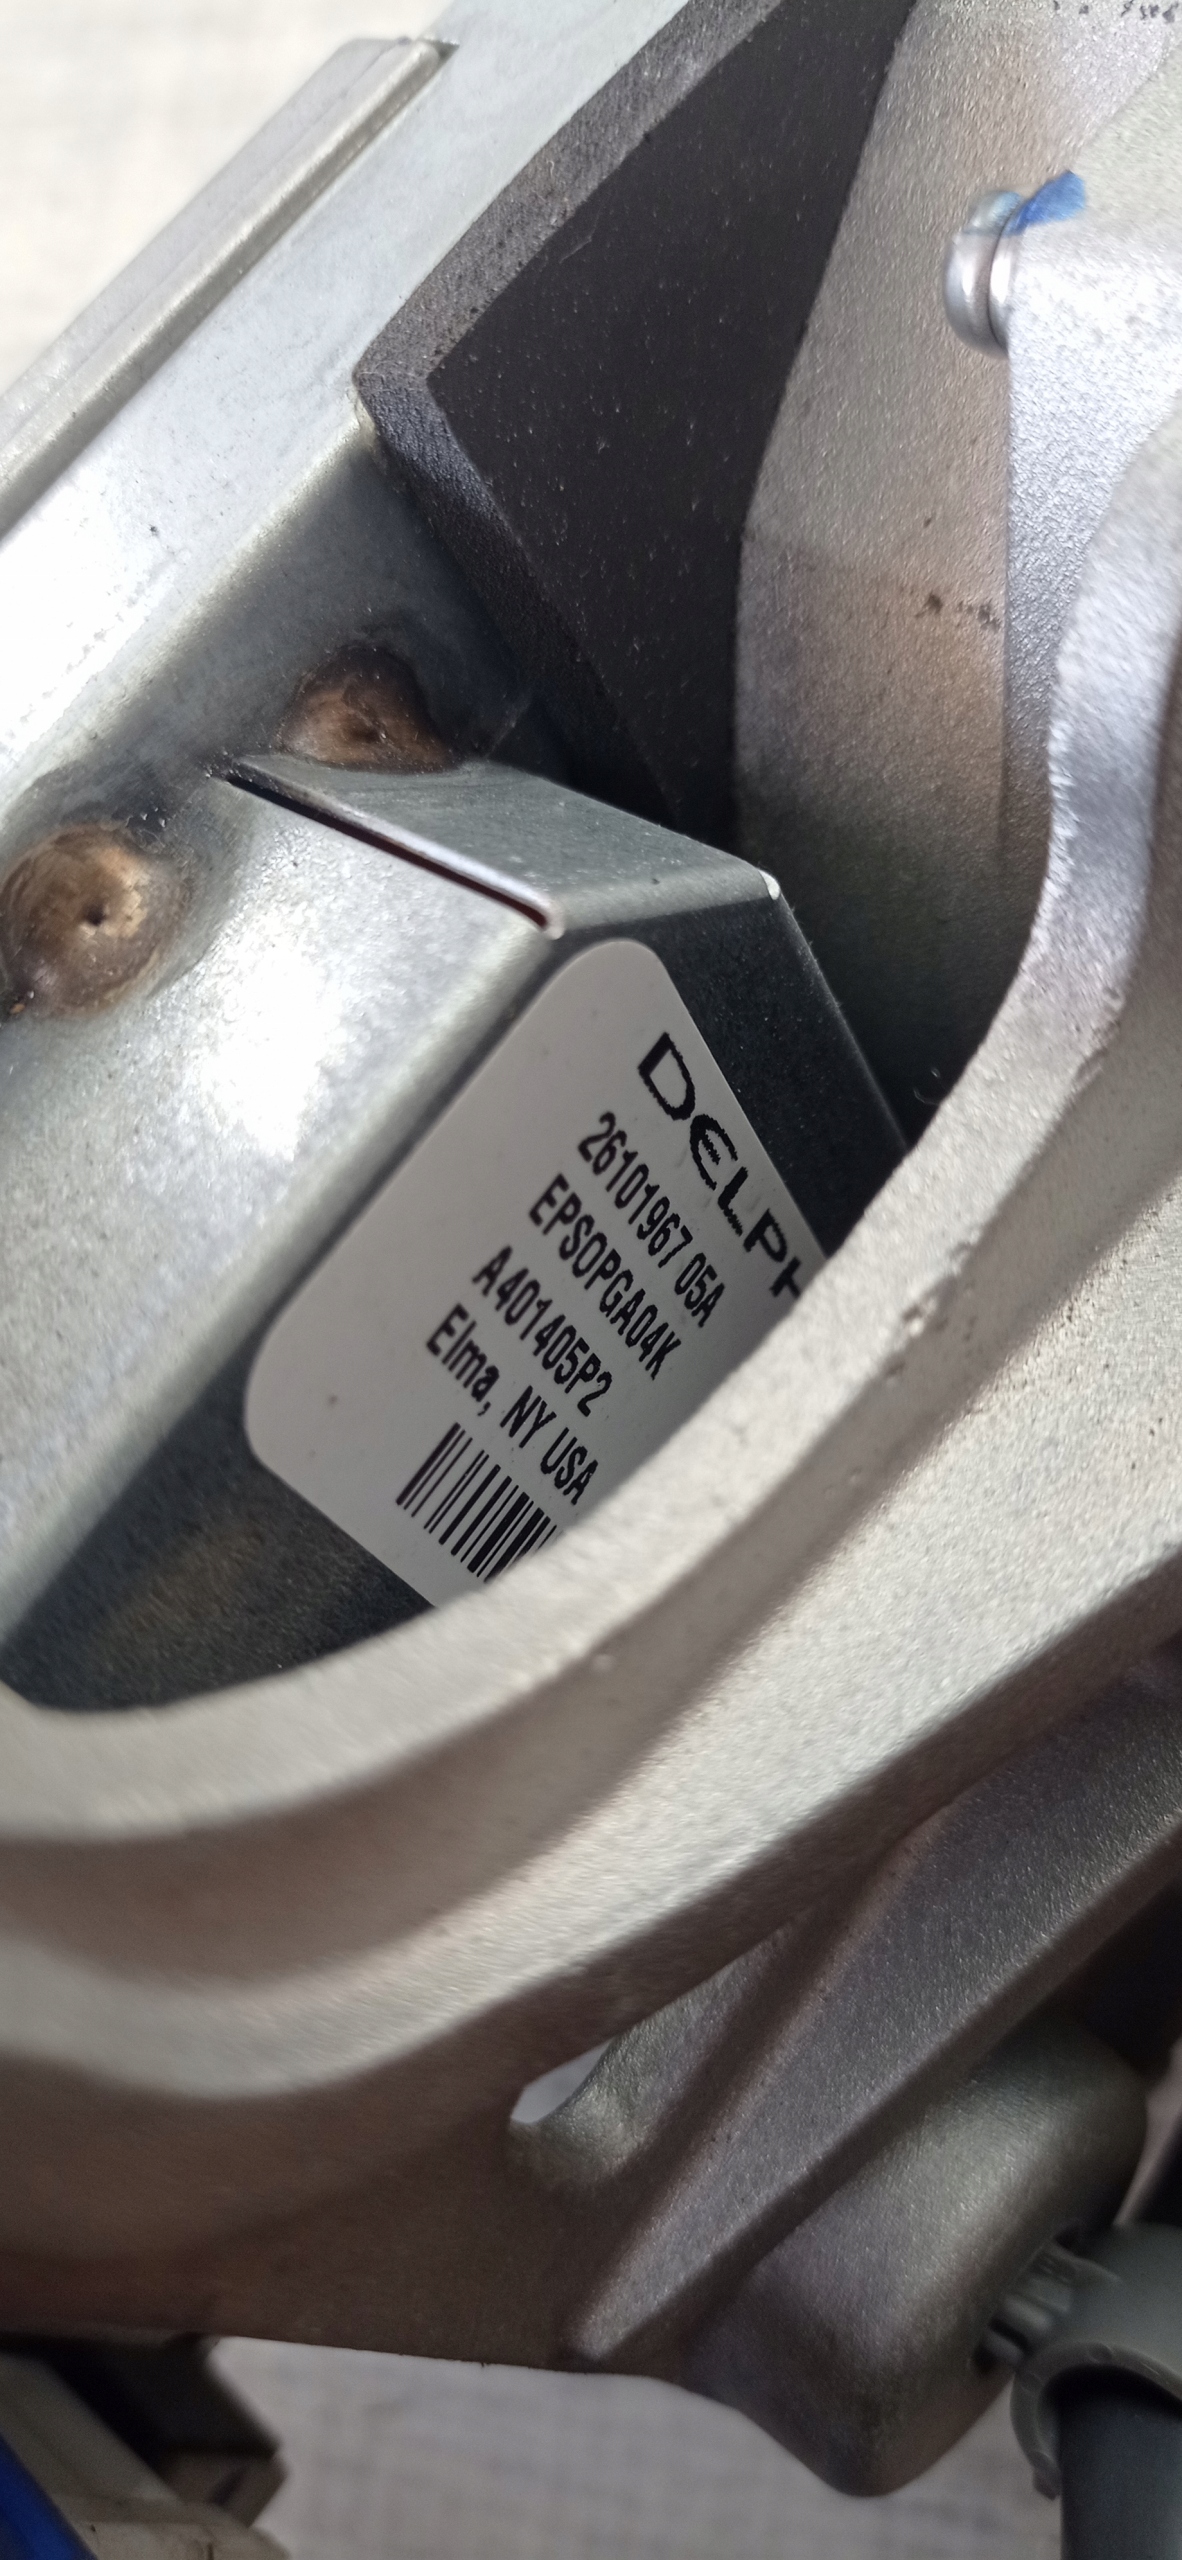 DELPH
26101967 05A
EPSOPGA04K
A401405P2
Elma, NY USA